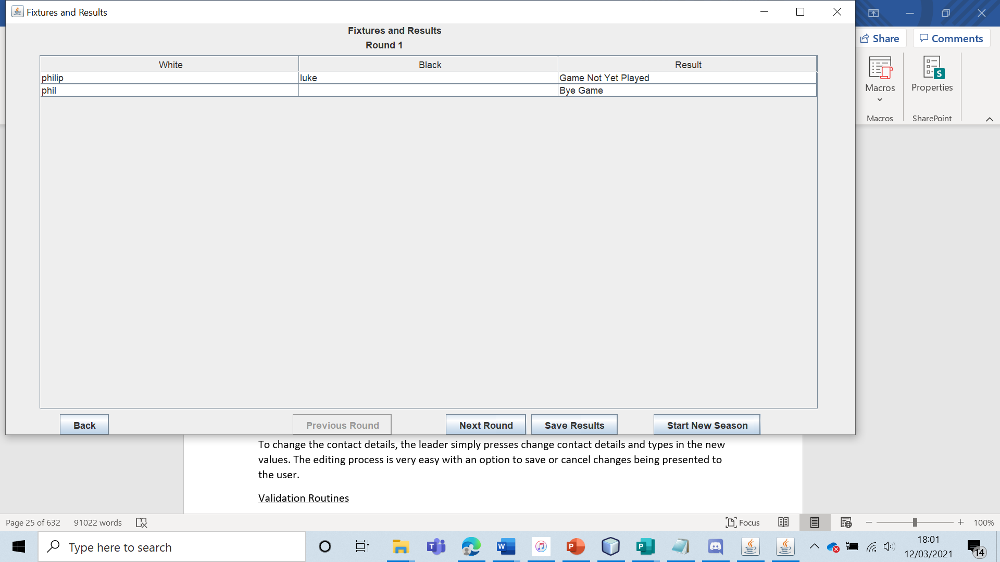 Fixtures and Results
Fixtures and Results
Round 1
White Black Result
philip luke Game Not Yet Played
phil Bye Game
Back Previous Round Next Round Save Results Start New Season
Share Comments
Macros Properties
Macros SharePoint
S
To change the contact details, the leader simply presses change contact details and types in the new
values. The editing process is very easy with an option to save or cancel changes being presented to
the user.
Validation Routines
Page 25 of 632 91022 words Focus 100%
Type here to search
T W P P
18:01
12/03/2021
14